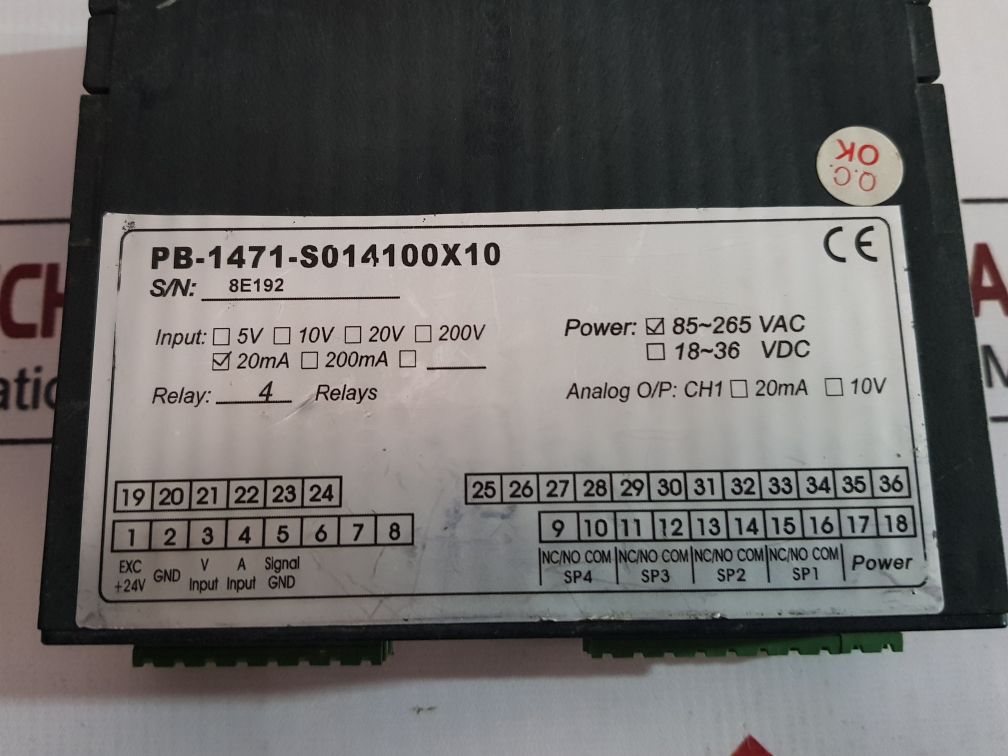 Q.C.
OK
PB-1471-S014100X10
CE
S/N: 8E192
Input: ☐ 5V ☐ 10V ☐ 20V ☐ 200V
☑ 20mA ☐ 200mA ☐
Power: ☑ 85~265 VAC
☐ 18~36 VDC
Relay: 4 Relays
Analog O/P: CH1 ☐ 20mA ☐ 10V
19 20 21 22 23 24
25 26 27 28 29 30 31 32 33 34 35 36
1 2 3 4 5 6 7 8
9 10 11 12 13 14 15 16 17 18
EXC +24V
GND
V Input
A Input
Signal GND
NC/NO COM NC/NO COM NC/NO COM NC/NO COM Power
SP4 SP3 SP2 SP1